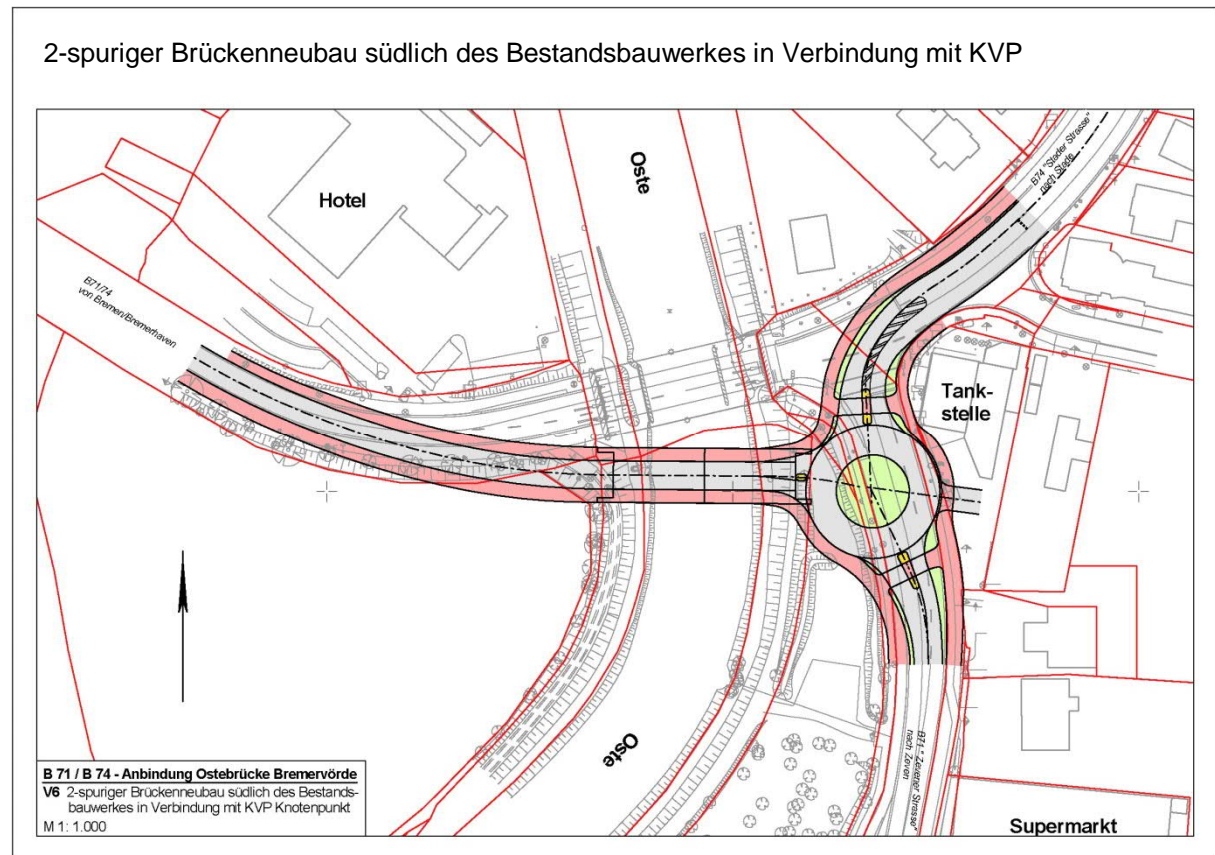 2-spuriger Brückenneubau südlich des Bestandsbauwerkes in Verbindung mit KVP
Hotel
Oste
B74 "Stader Strasse"
nach Stade
B71/74
von Bremen/Bremerhaven
Tank-
stelle
Oste
B71 "Zevener Strasse"
nach Zeven
Supermarkt
B 71 / B 74 - Anbindung Ostebrücke Bremervörde
V6 2-spuriger Brückenneubau südlich des Bestands-
bauwerkes in Verbindung mit KVP Knotenpunkt
M 1: 1.000